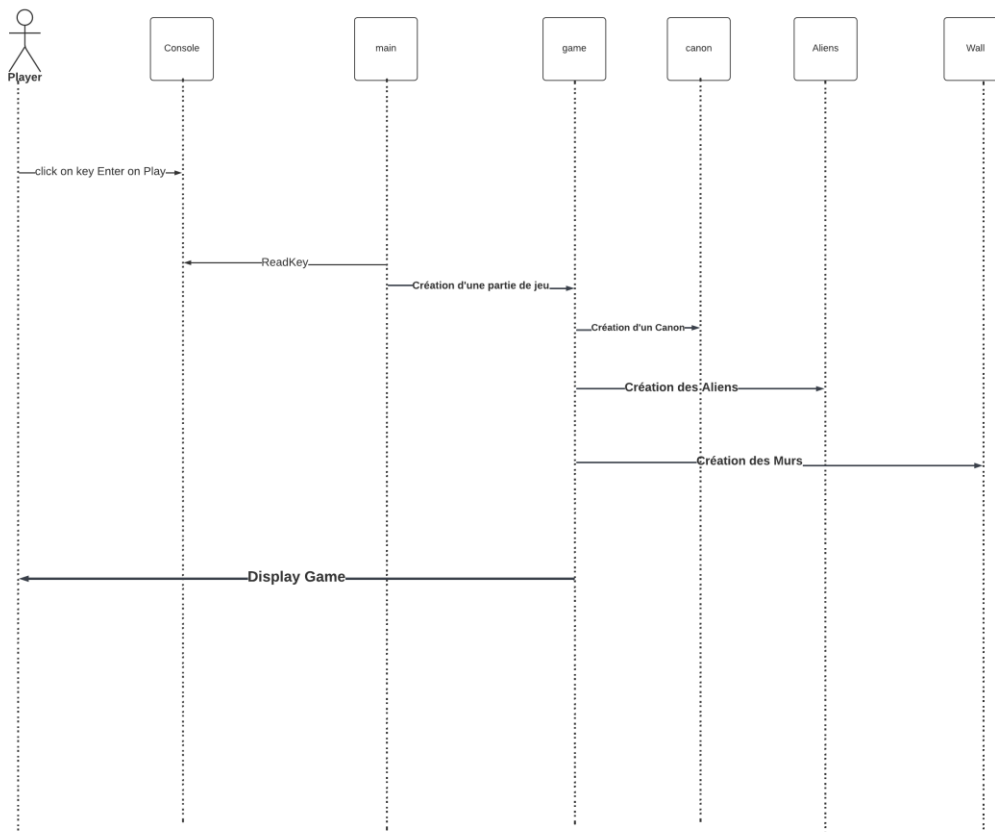 Player
Console
main
game
canon
Aliens
Wall
click on key Enter on Play
ReadKey
Création d'une partie de jeu
Création d'un Canon
Création des Aliens
Création des Murs
Display Game